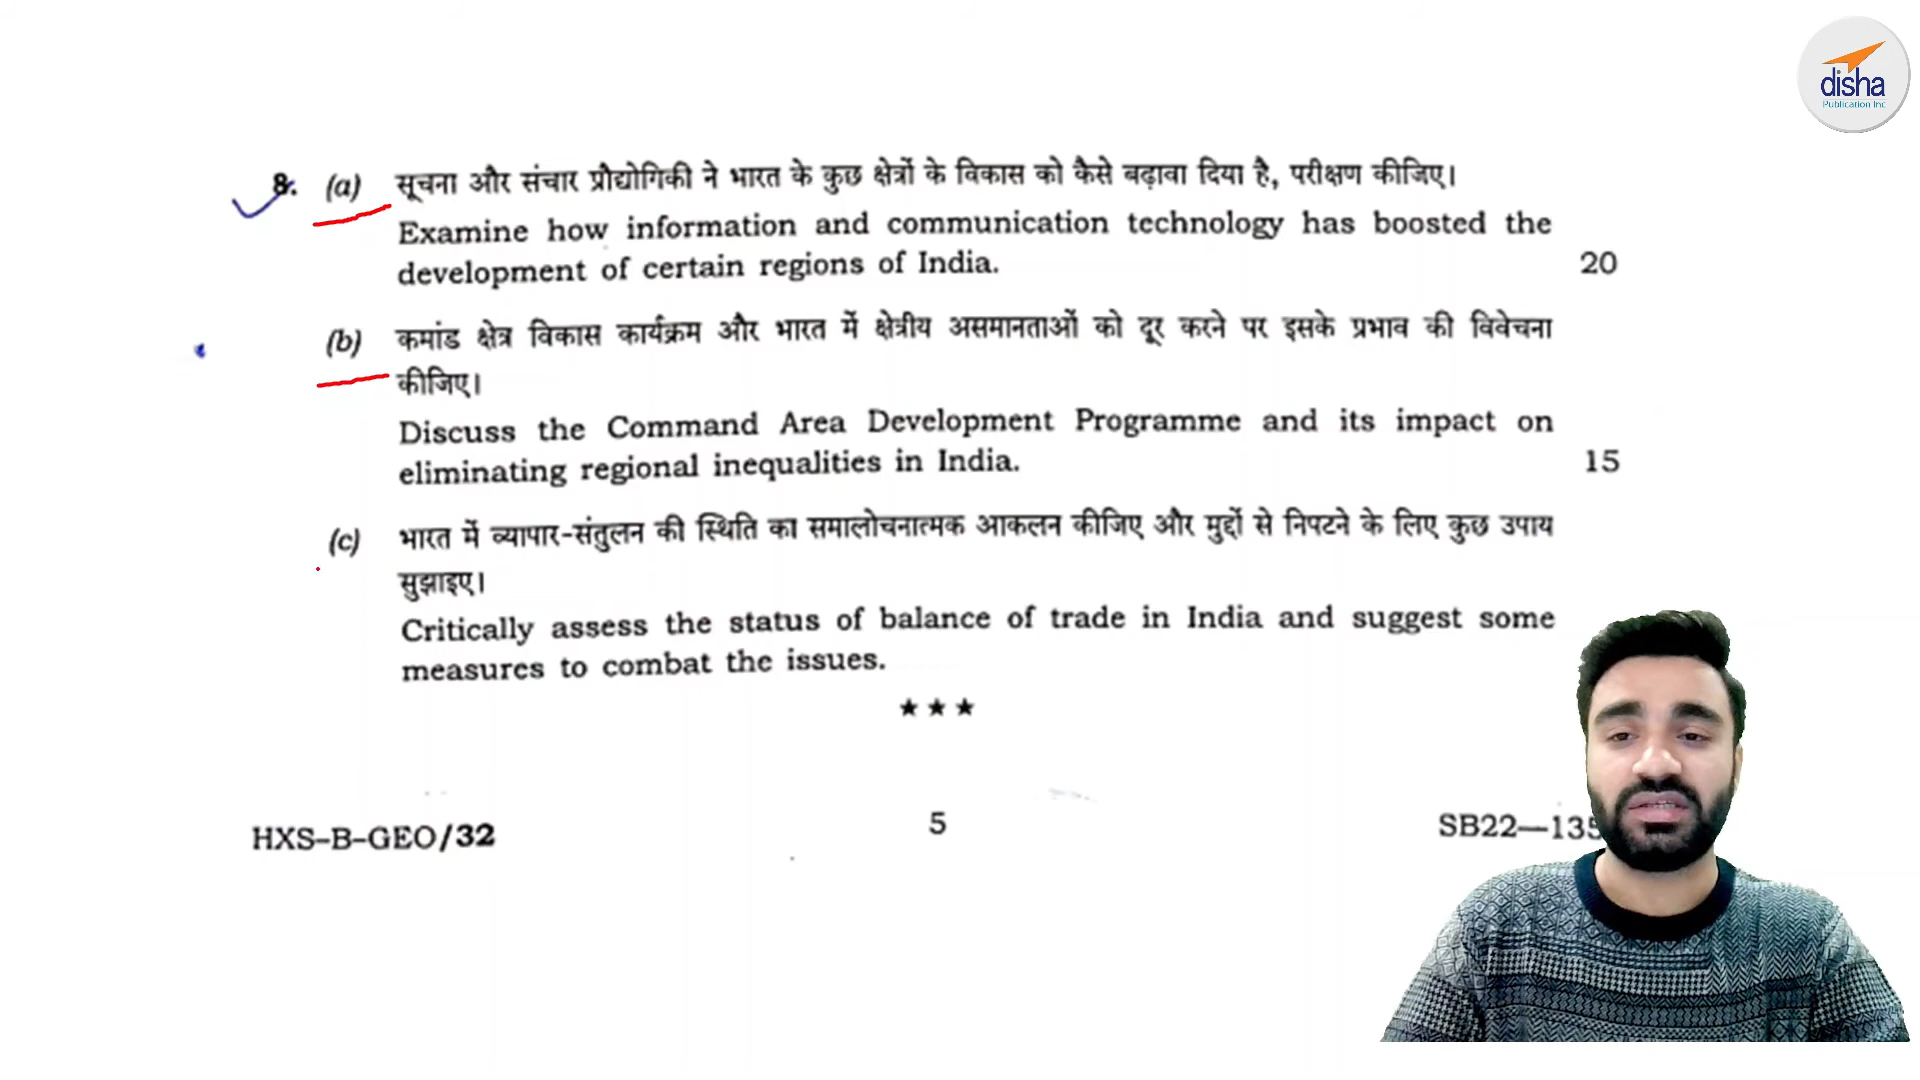 disha
Publication Inc
8. (a) सूचना और संचार प्रौद्योगिकी ने भारत के कुछ क्षेत्रों के विकास को कैसे बढ़ावा दिया है, परीक्षण कीजिए।
Examine how information and communication technology has boosted the
development of certain regions of India. 20
(b) कमांड क्षेत्र विकास कार्यक्रम और भारत में क्षेत्रीय असमानताओं को दूर करने पर इसके प्रभाव की विवेचना
कीजिए।
Discuss the Command Area Development Programme and its impact on
eliminating regional inequalities in India. 15
(c) भारत में व्यापार-संतुलन की स्थिति का समालोचनात्मक आकलन कीजिए और मुद्दों से निपटने के लिए कुछ उपाय
सुझाइए।
Critically assess the status of balance of trade in India and suggest some
measures to combat the issues.
★ ★ ★
HXS–B–GEO/32 5 SB22—135